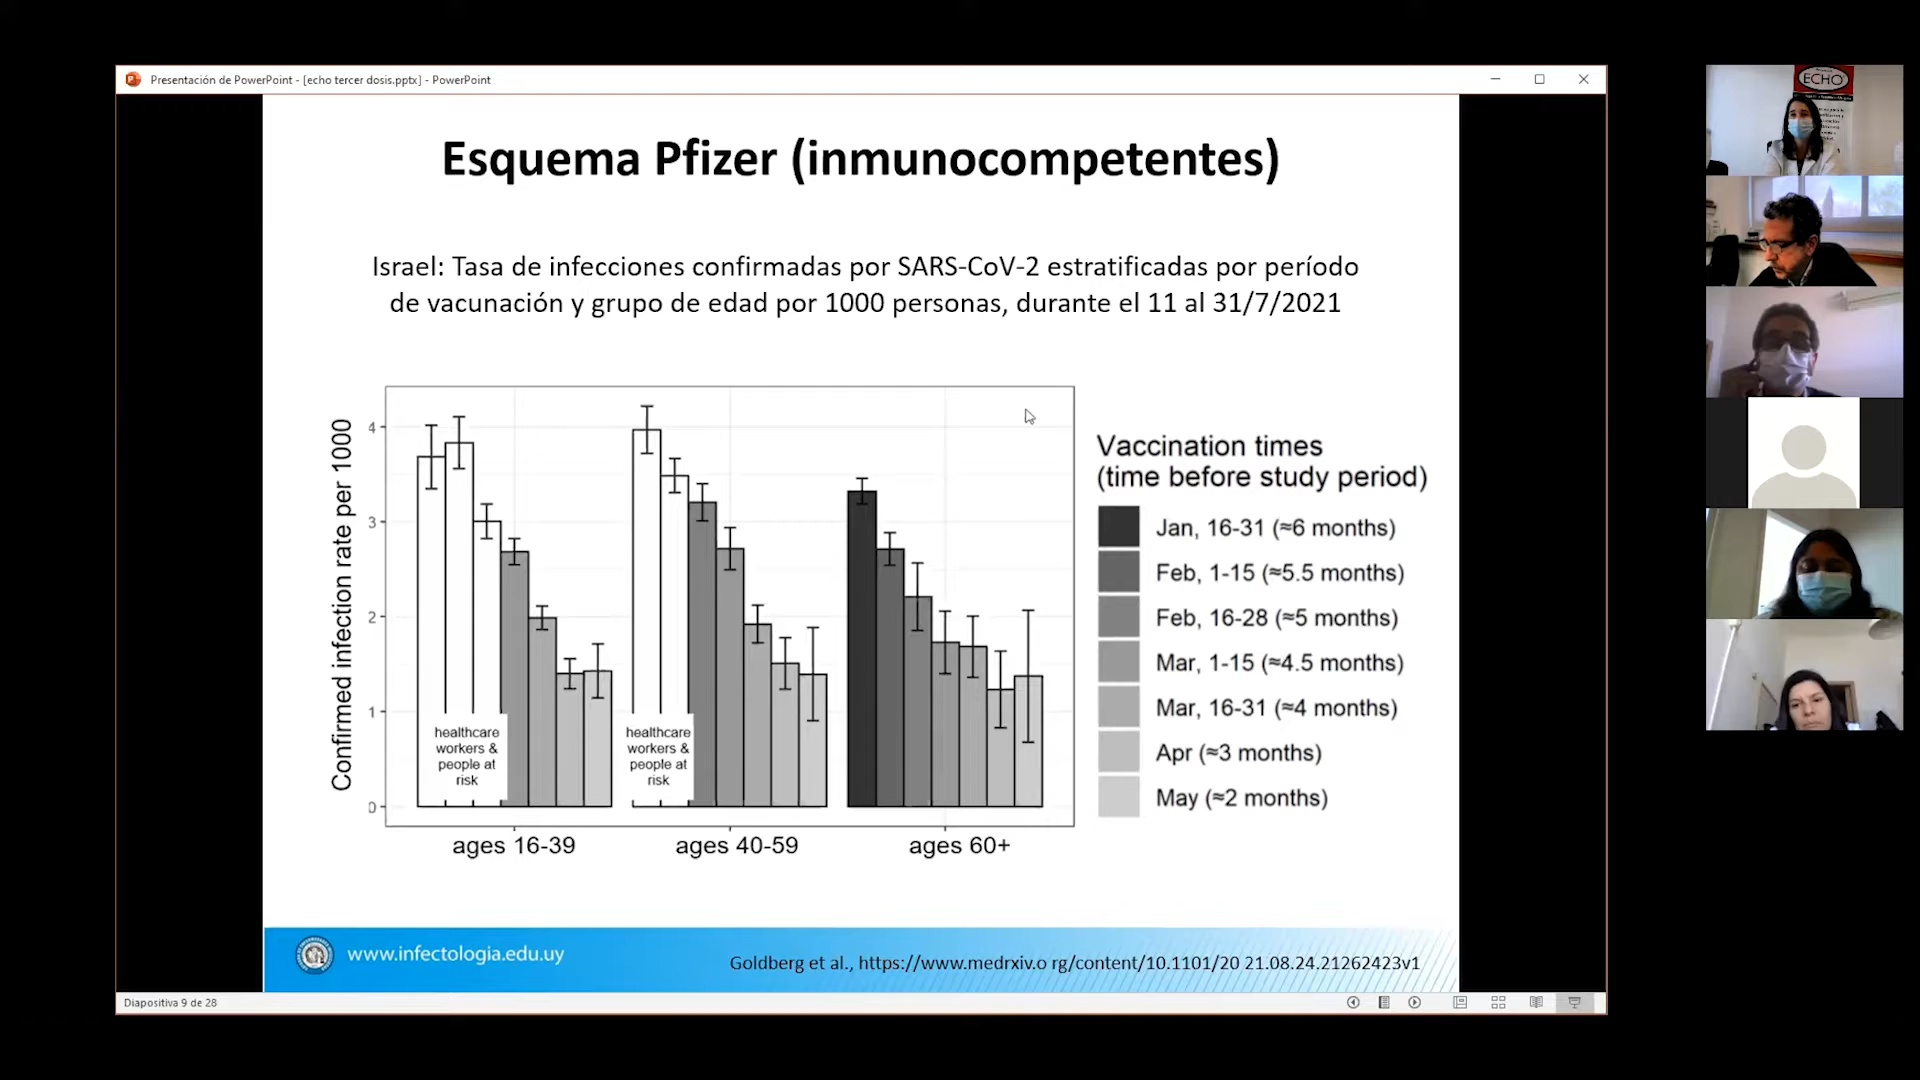 Presentación de PowerPoint - [echo tercer dosis.pptx] - PowerPoint
Esquema Pfizer (inmunocompetentes)
Israel: Tasa de infecciones confirmadas por SARS-CoV-2 estratificadas por período
de vacunación y grupo de edad por 1000 personas, durante el 11 al 31/7/2021
Confirmed infection rate per 1000
4
3
2
1
0
healthcare
workers &
people at
risk
healthcare
workers &
people at
risk
ages 16-39
ages 40-59
ages 60+
Vaccination times
(time before study period)
Jan, 16-31 (≈6 months)
Feb, 1-15 (≈5.5 months)
Feb, 16-28 (≈5 months)
Mar, 1-15 (≈4.5 months)
Mar, 16-31 (≈4 months)
Apr (≈3 months)
May (≈2 months)
www.infectologia.edu.uy
Goldberg et al., https://www.medrxiv.o rg/content/10.1101/20 21.08.24.21262423v1
Diapositiva 9 de 28
ECHO